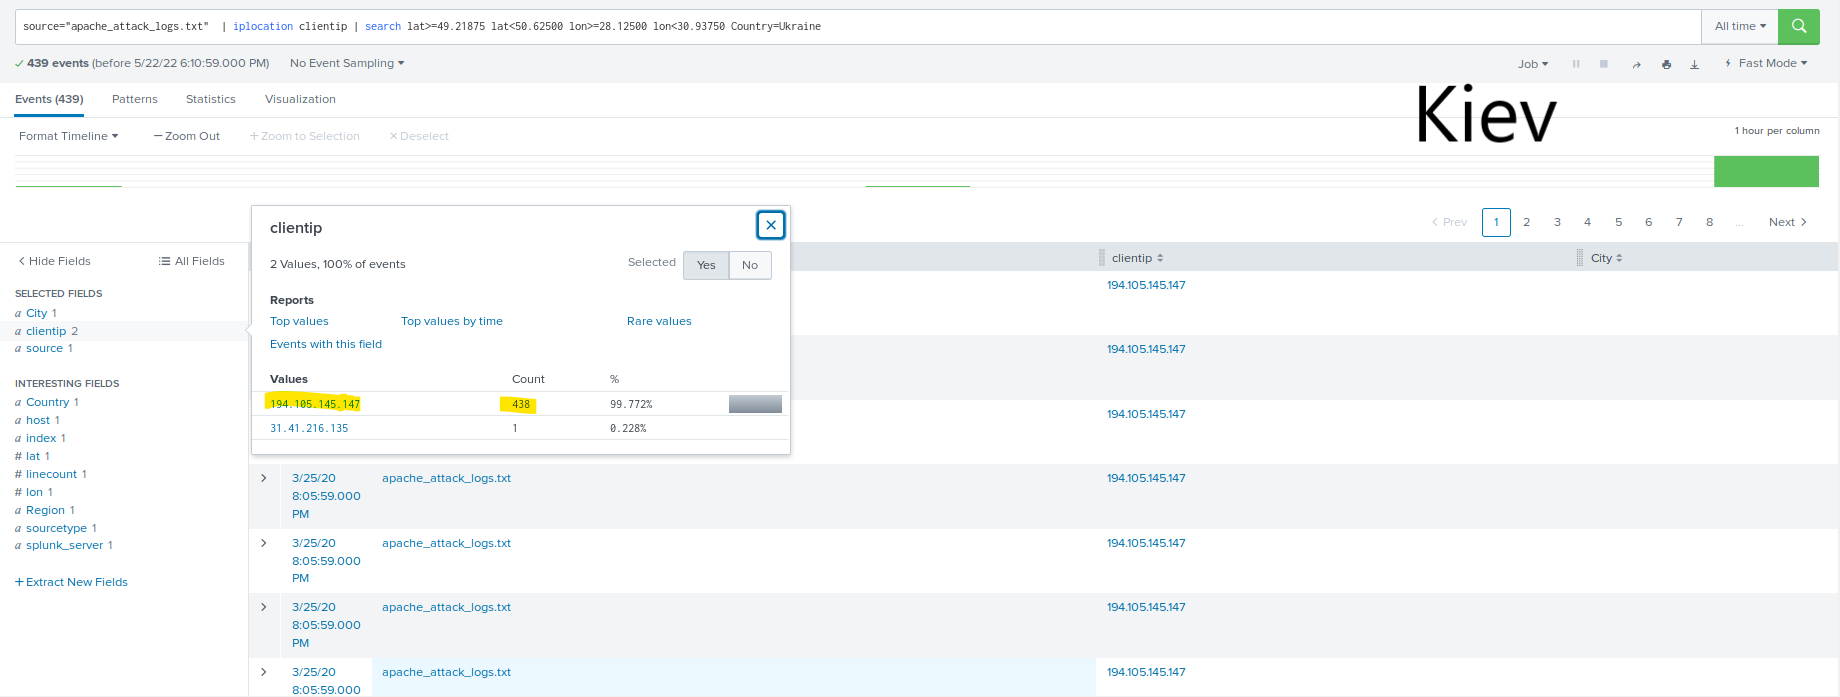 source="apache_attack_logs.txt" | iplocation clientip | search lat>=49.21875 lat<50.62500 lon>=28.12500 lon<30.93750 Country=Ukraine
All time
439 events (before 5/22/22 6:10:59.000 PM) No Event Sampling
Job Fast Mode
Events (439) Patterns Statistics Visualization
Kiev
Format Timeline — Zoom Out + Zoom to Selection × Deselect
1 hour per column
< Prev 1 2 3 4 5 6 7 8 ... Next >
clientip
2 Values, 100% of events Selected Yes No
Reports
Top values Top values by time Rare values
Events with this field
Values Count %
194.105.145.147 438 99.772%
31.41.216.135 1 0.228%
< Hide Fields All Fields
SELECTED FIELDS
a City 1
a clientip 2
a source 1
INTERESTING FIELDS
a Country 1
a host 1
a index 1
# lat 1
# linecount 1
# lon 1
a Region 1
a sourcetype 1
a splunk_server 1
+ Extract New Fields
clientip City
194.105.145.147
194.105.145.147
194.105.145.147
3/25/20 apache_attack_logs.txt 194.105.145.147
8:05:59.000
PM
3/25/20 apache_attack_logs.txt 194.105.145.147
8:05:59.000
PM
3/25/20 apache_attack_logs.txt 194.105.145.147
8:05:59.000
PM
3/25/20 apache_attack_logs.txt 194.105.145.147
8:05:59.000